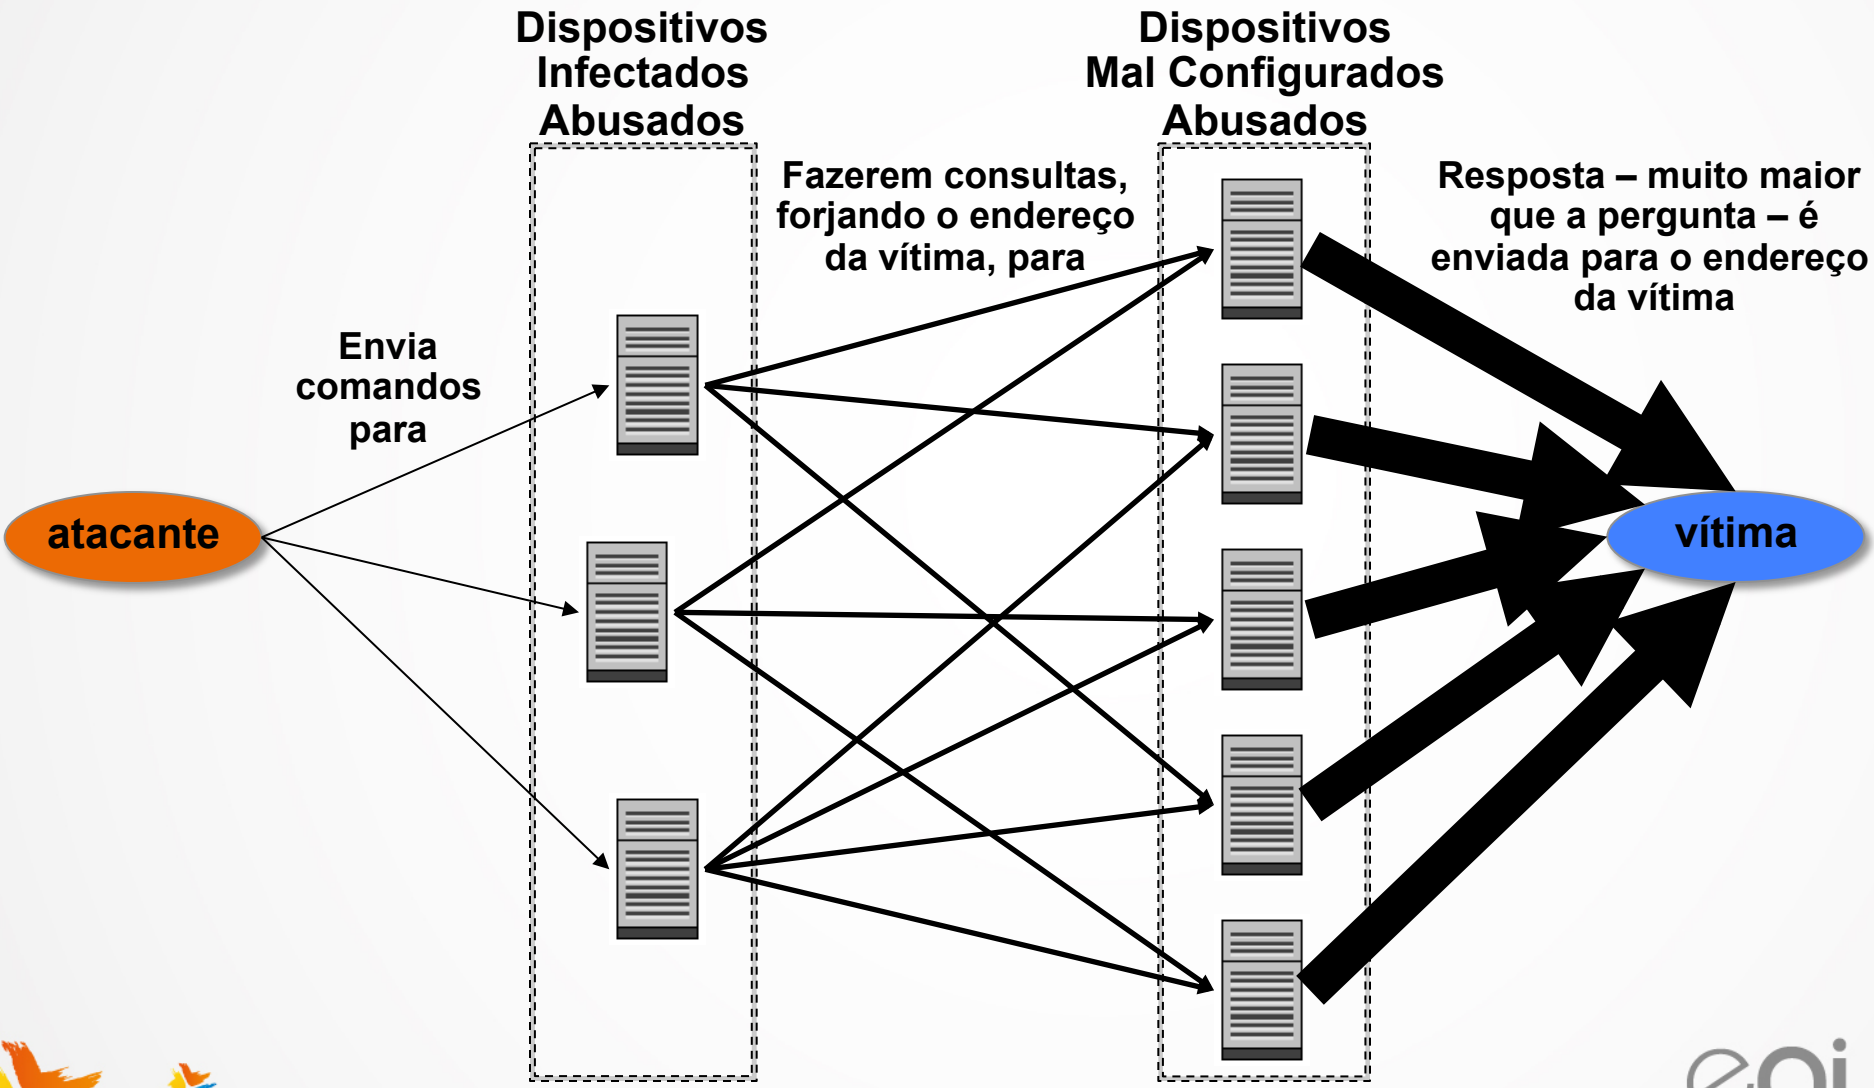 Dispositivos
Infectados
Abusados
Dispositivos
Mal Configurados
Abusados
Fazerem consultas,
forjando o endereço
da vítima, para
Resposta – muito maior
que a pergunta – é
enviada para o endereço
da vítima
Envia
comandos
para
atacante
vítima